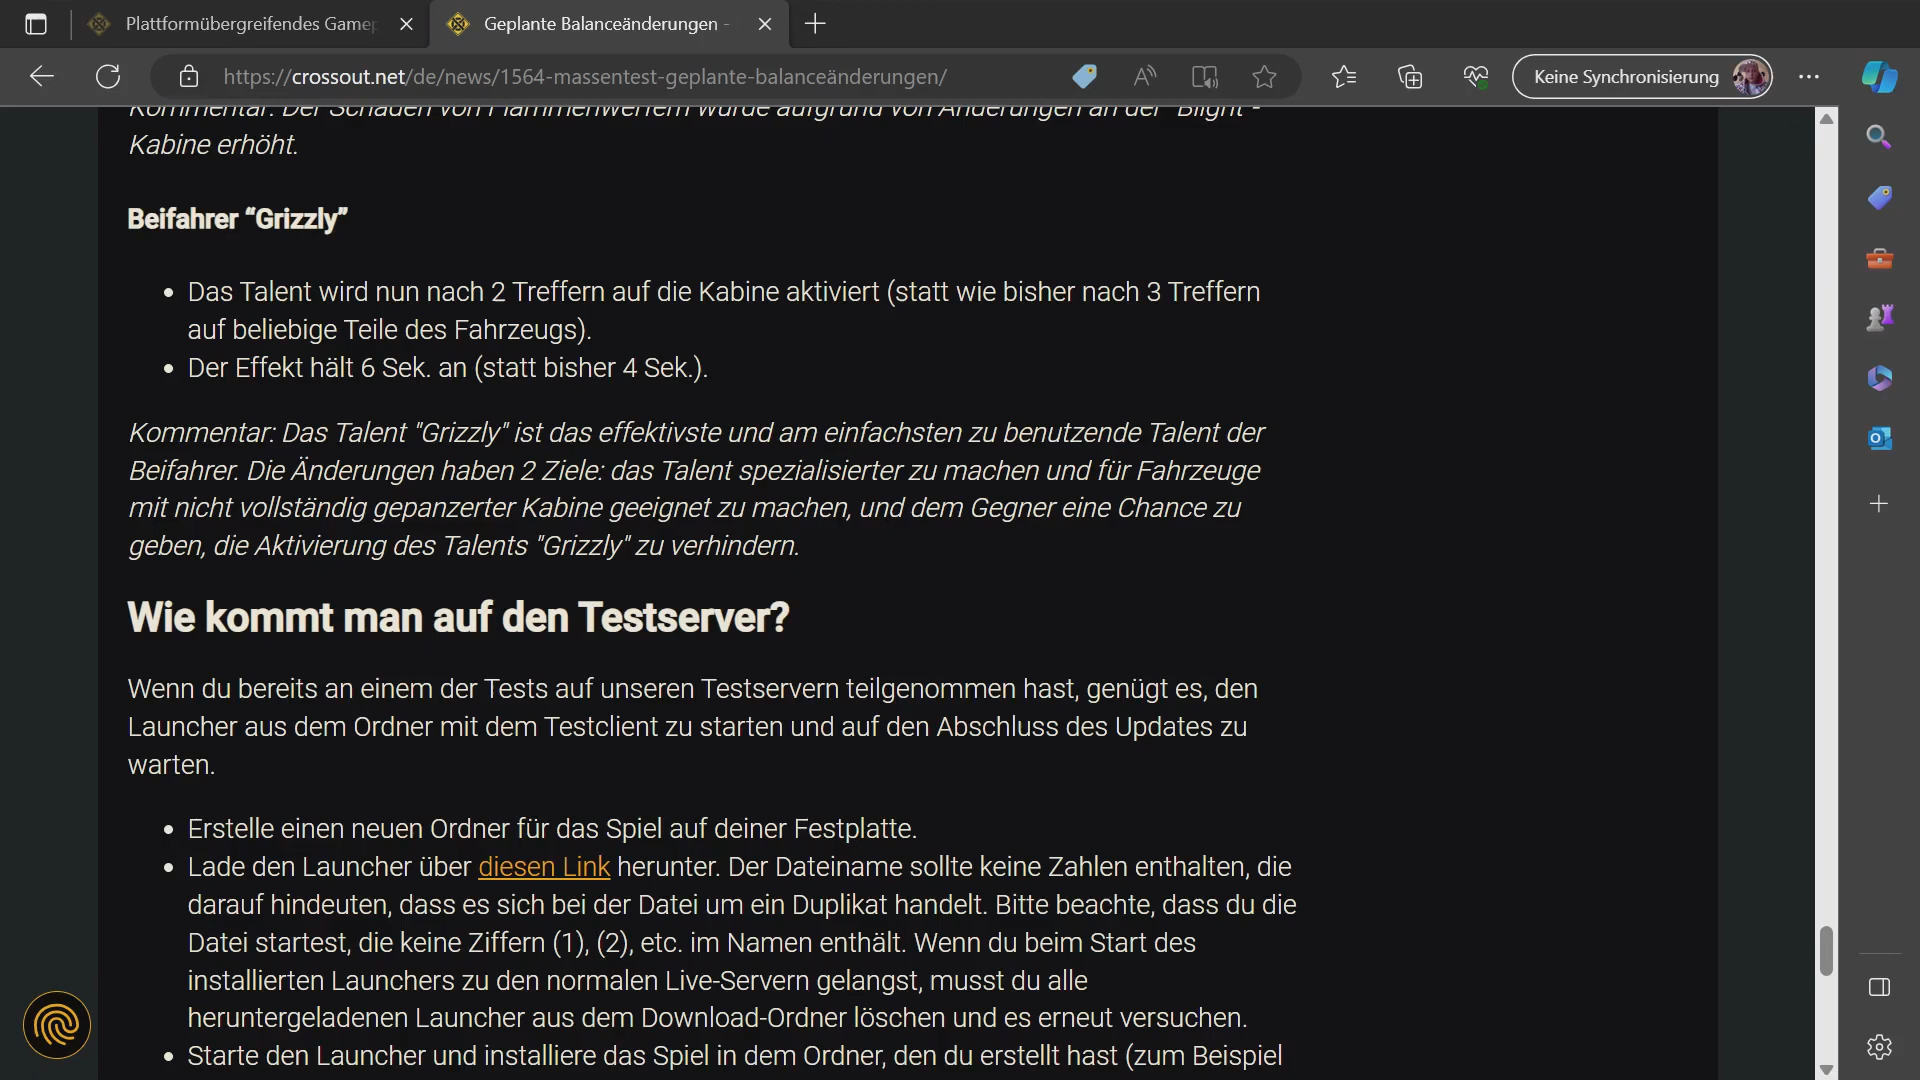 Plattformübergreifendes Gamep
Geplante Balanceänderungen -
https://crossout.net/de/news/1564-massentest-geplante-balanceänderungen/
Keine Synchronisierung
Kommentar: Der Schaden von Flammenwerfern wurde aufgrund von Änderungen an der "Blight"-
Kabine erhöht.
Beifahrer “Grizzly”
Das Talent wird nun nach 2 Treffern auf die Kabine aktiviert (statt wie bisher nach 3 Treffern
auf beliebige Teile des Fahrzeugs).
Der Effekt hält 6 Sek. an (statt bisher 4 Sek.).
Kommentar: Das Talent "Grizzly" ist das effektivste und am einfachsten zu benutzende Talent der
Beifahrer. Die Änderungen haben 2 Ziele: das Talent spezialisierter zu machen und für Fahrzeuge
mit nicht vollständig gepanzerter Kabine geeignet zu machen, und dem Gegner eine Chance zu
geben, die Aktivierung des Talents "Grizzly" zu verhindern.
Wie kommt man auf den Testserver?
Wenn du bereits an einem der Tests auf unseren Testservern teilgenommen hast, genügt es, den
Launcher aus dem Ordner mit dem Testclient zu starten und auf den Abschluss des Updates zu
warten.
Erstelle einen neuen Ordner für das Spiel auf deiner Festplatte.
Lade den Launcher über diesen Link herunter. Der Dateiname sollte keine Zahlen enthalten, die
darauf hindeuten, dass es sich bei der Datei um ein Duplikat handelt. Bitte beachte, dass du die
Datei startest, die keine Ziffern (1), (2), etc. im Namen enthält. Wenn du beim Start des
installierten Launchers zu den normalen Live-Servern gelangst, musst du alle
heruntergeladenen Launcher aus dem Download-Ordner löschen und es erneut versuchen.
Starte den Launcher und installiere das Spiel in dem Ordner, den du erstellt hast (zum Beispiel